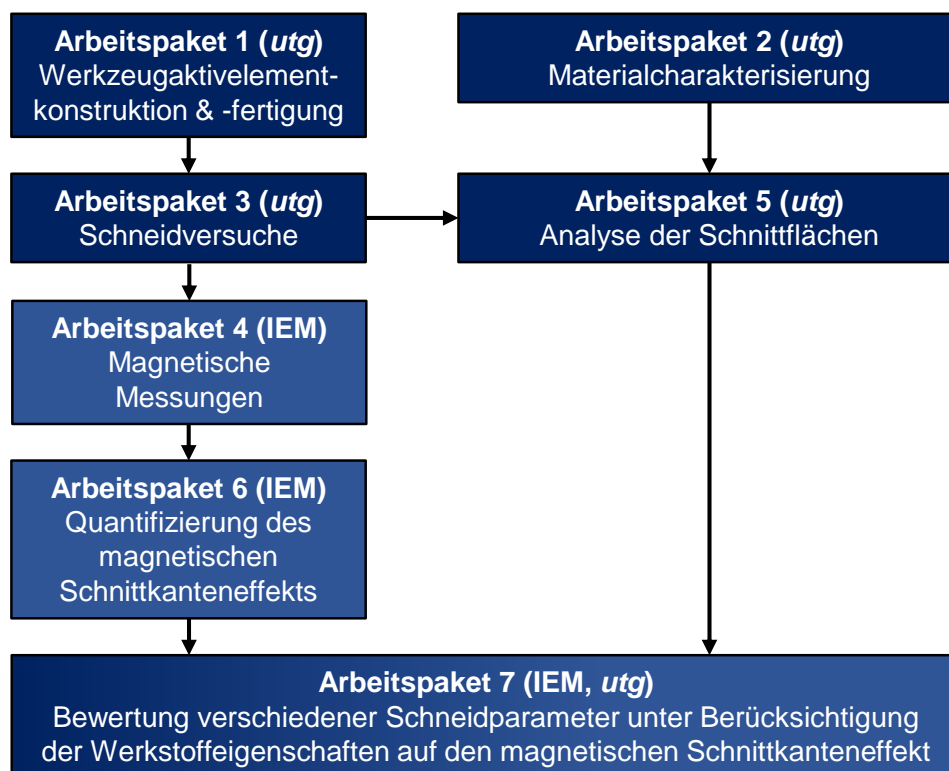 Arbeitspaket 1 (utg)
Werkzeugaktivelement-
konstruktion & -fertigung
Arbeitspaket 2 (utg)
Materialcharakterisierung
Arbeitspaket 3 (utg)
Schneidversuche
Arbeitspaket 5 (utg)
Analyse der Schnittflächen
Arbeitspaket 4 (IEM)
Magnetische
Messungen
Arbeitspaket 6 (IEM)
Quantifizierung des
magnetischen
Schnittkanteneffekts
Arbeitspaket 7 (IEM, utg)
Bewertung verschiedener Schneidparameter unter Berücksichtigung
der Werkstoffeigenschaften auf den magnetischen Schnittkanteneffekt